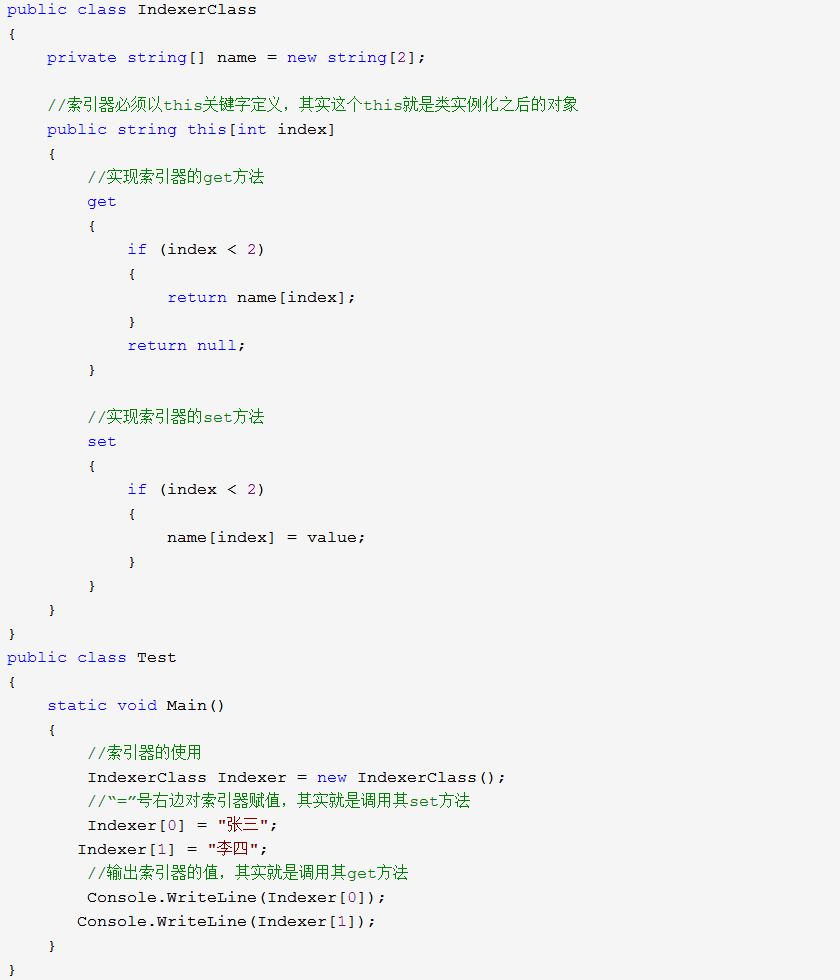 public class IndexerClass
{
    private string[] name = new string[2];

    //索引器必须以this关键字定义，其实这个this就是类实例化之后的对象
    public string this[int index]
    {
        //实现索引器的get方法
        get
        {
            if (index < 2)
            {
                return name[index];
            }
            return null;
        }

        //实现索引器的set方法
        set
        {
            if (index < 2)
            {
                name[index] = value;
            }
        }
    }
}
public class Test
{
    static void Main()
    {
        //索引器的使用
        IndexerClass Indexer = new IndexerClass();
        //“=”号右边对索引器赋值，其实就是调用其set方法
        Indexer[0] = "张三";
       Indexer[1] = "李四";
        //输出索引器的值，其实就是调用其get方法
        Console.WriteLine(Indexer[0]);
       Console.WriteLine(Indexer[1]);
    }
}